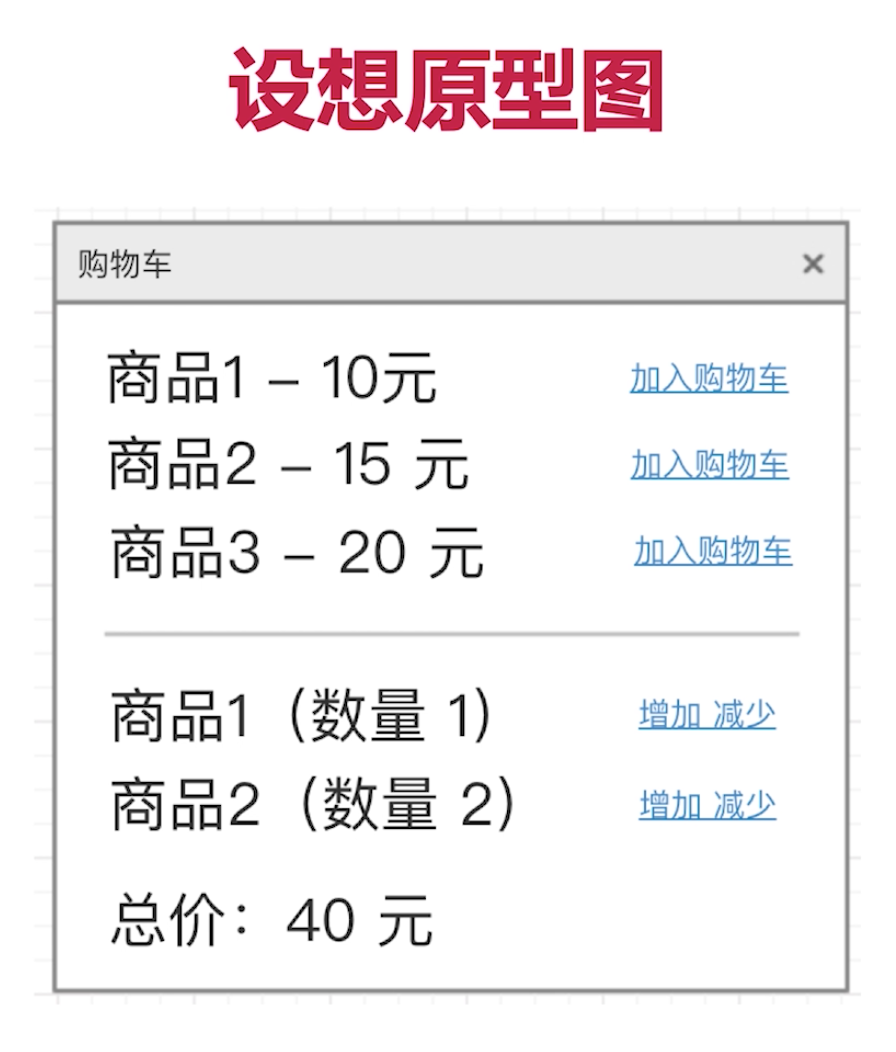 设想原型图
购物车 ×
商品1 – 10元 加入购物车
商品2 – 15 元 加入购物车
商品3 – 20 元 加入购物车
商品1（数量 1） 增加 减少
商品2（数量 2） 增加 减少
总价：40 元